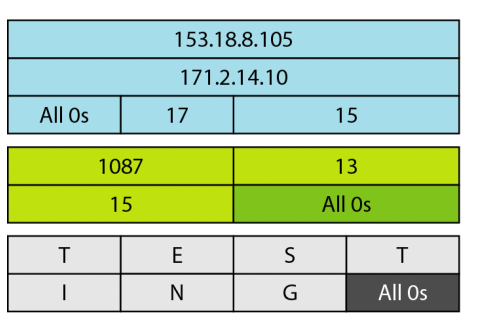 153.18.8.105
171.2.14.10
All 0s 17 15
1087 13
15 All 0s
T E S T
I N G All 0s